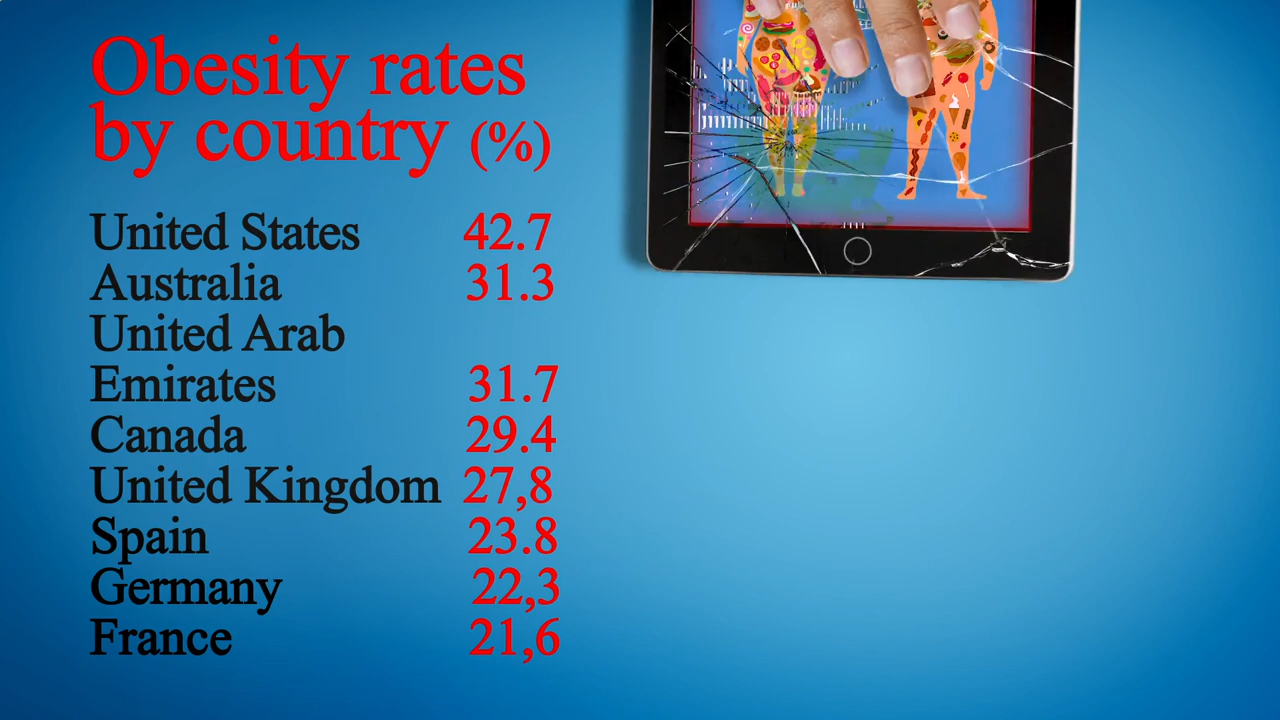 Obesity rates
by country (%)
United States 42.7
Australia 31.3
United Arab
Emirates 31.7
Canada 29.4
United Kingdom 27,8
Spain 23.8
Germany 22,3
France 21,6